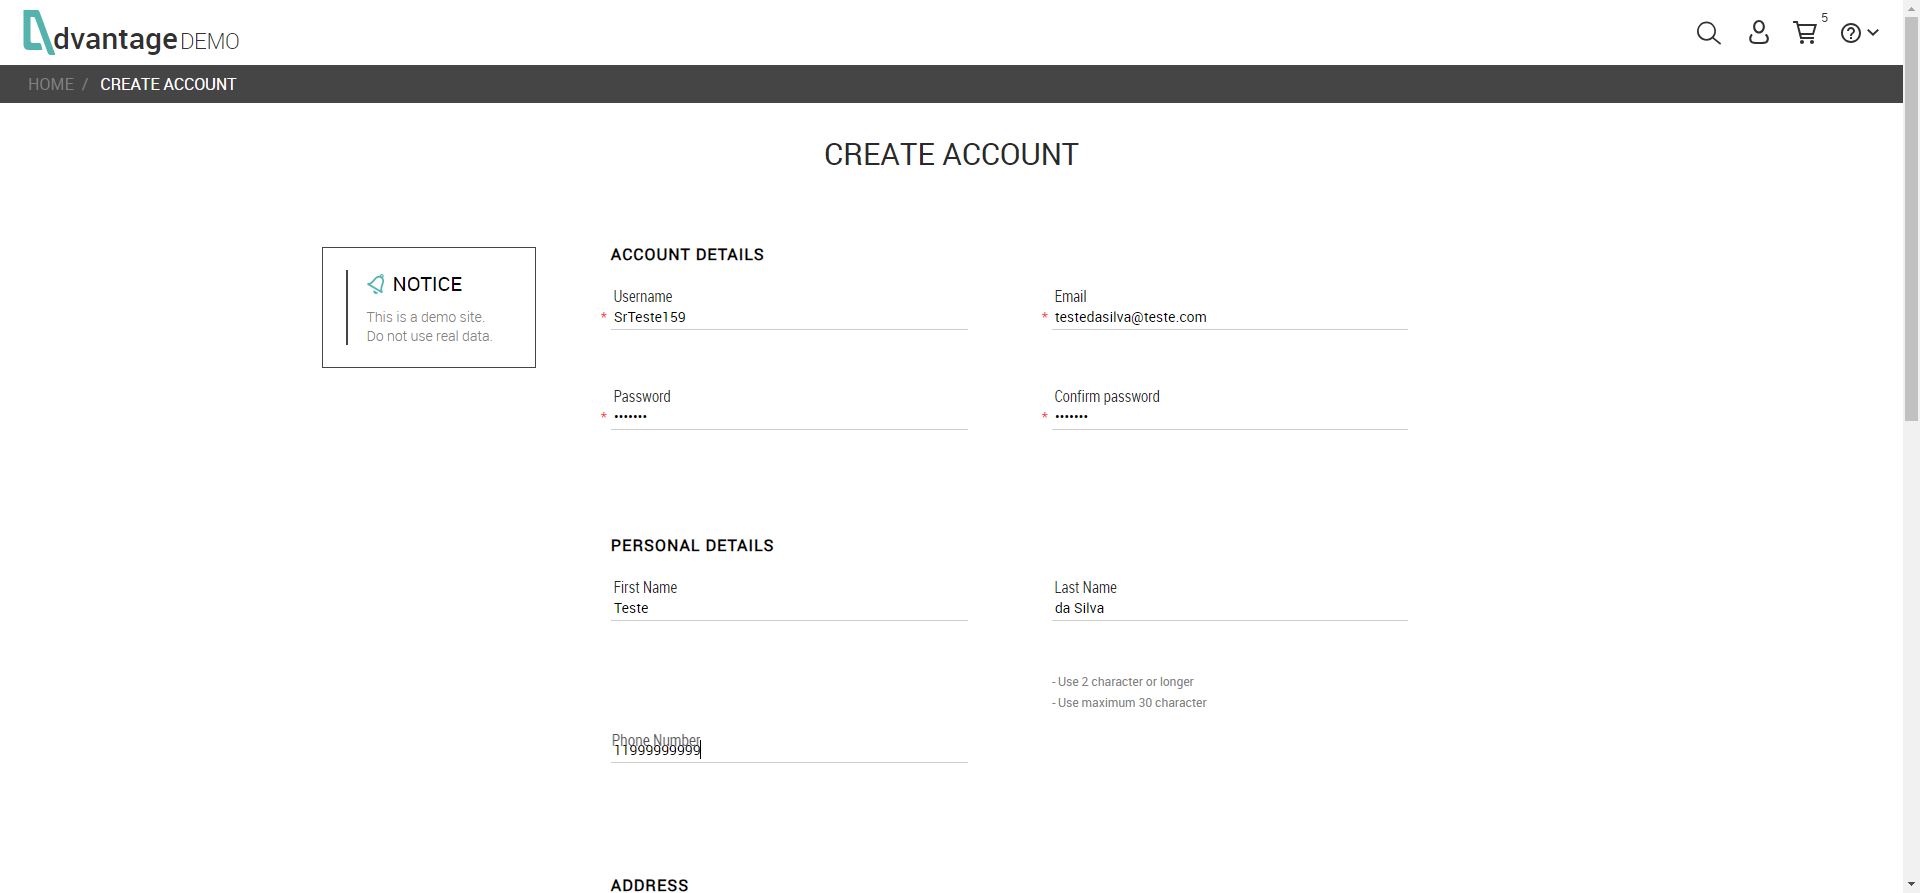 dvantage DEMO
5
HOME / CREATE ACCOUNT
CREATE ACCOUNT
NOTICE
This is a demo site.
Do not use real data.
ACCOUNT DETAILS
Username
* SrTeste159
Email
* testedasilva@teste.com
Password
* •••••••
Confirm password
* •••••••
PERSONAL DETAILS
First Name
Teste
Last Name
da Silva
- Use 2 character or longer
- Use maximum 30 character
Phone Number
11999999999
ADDRESS